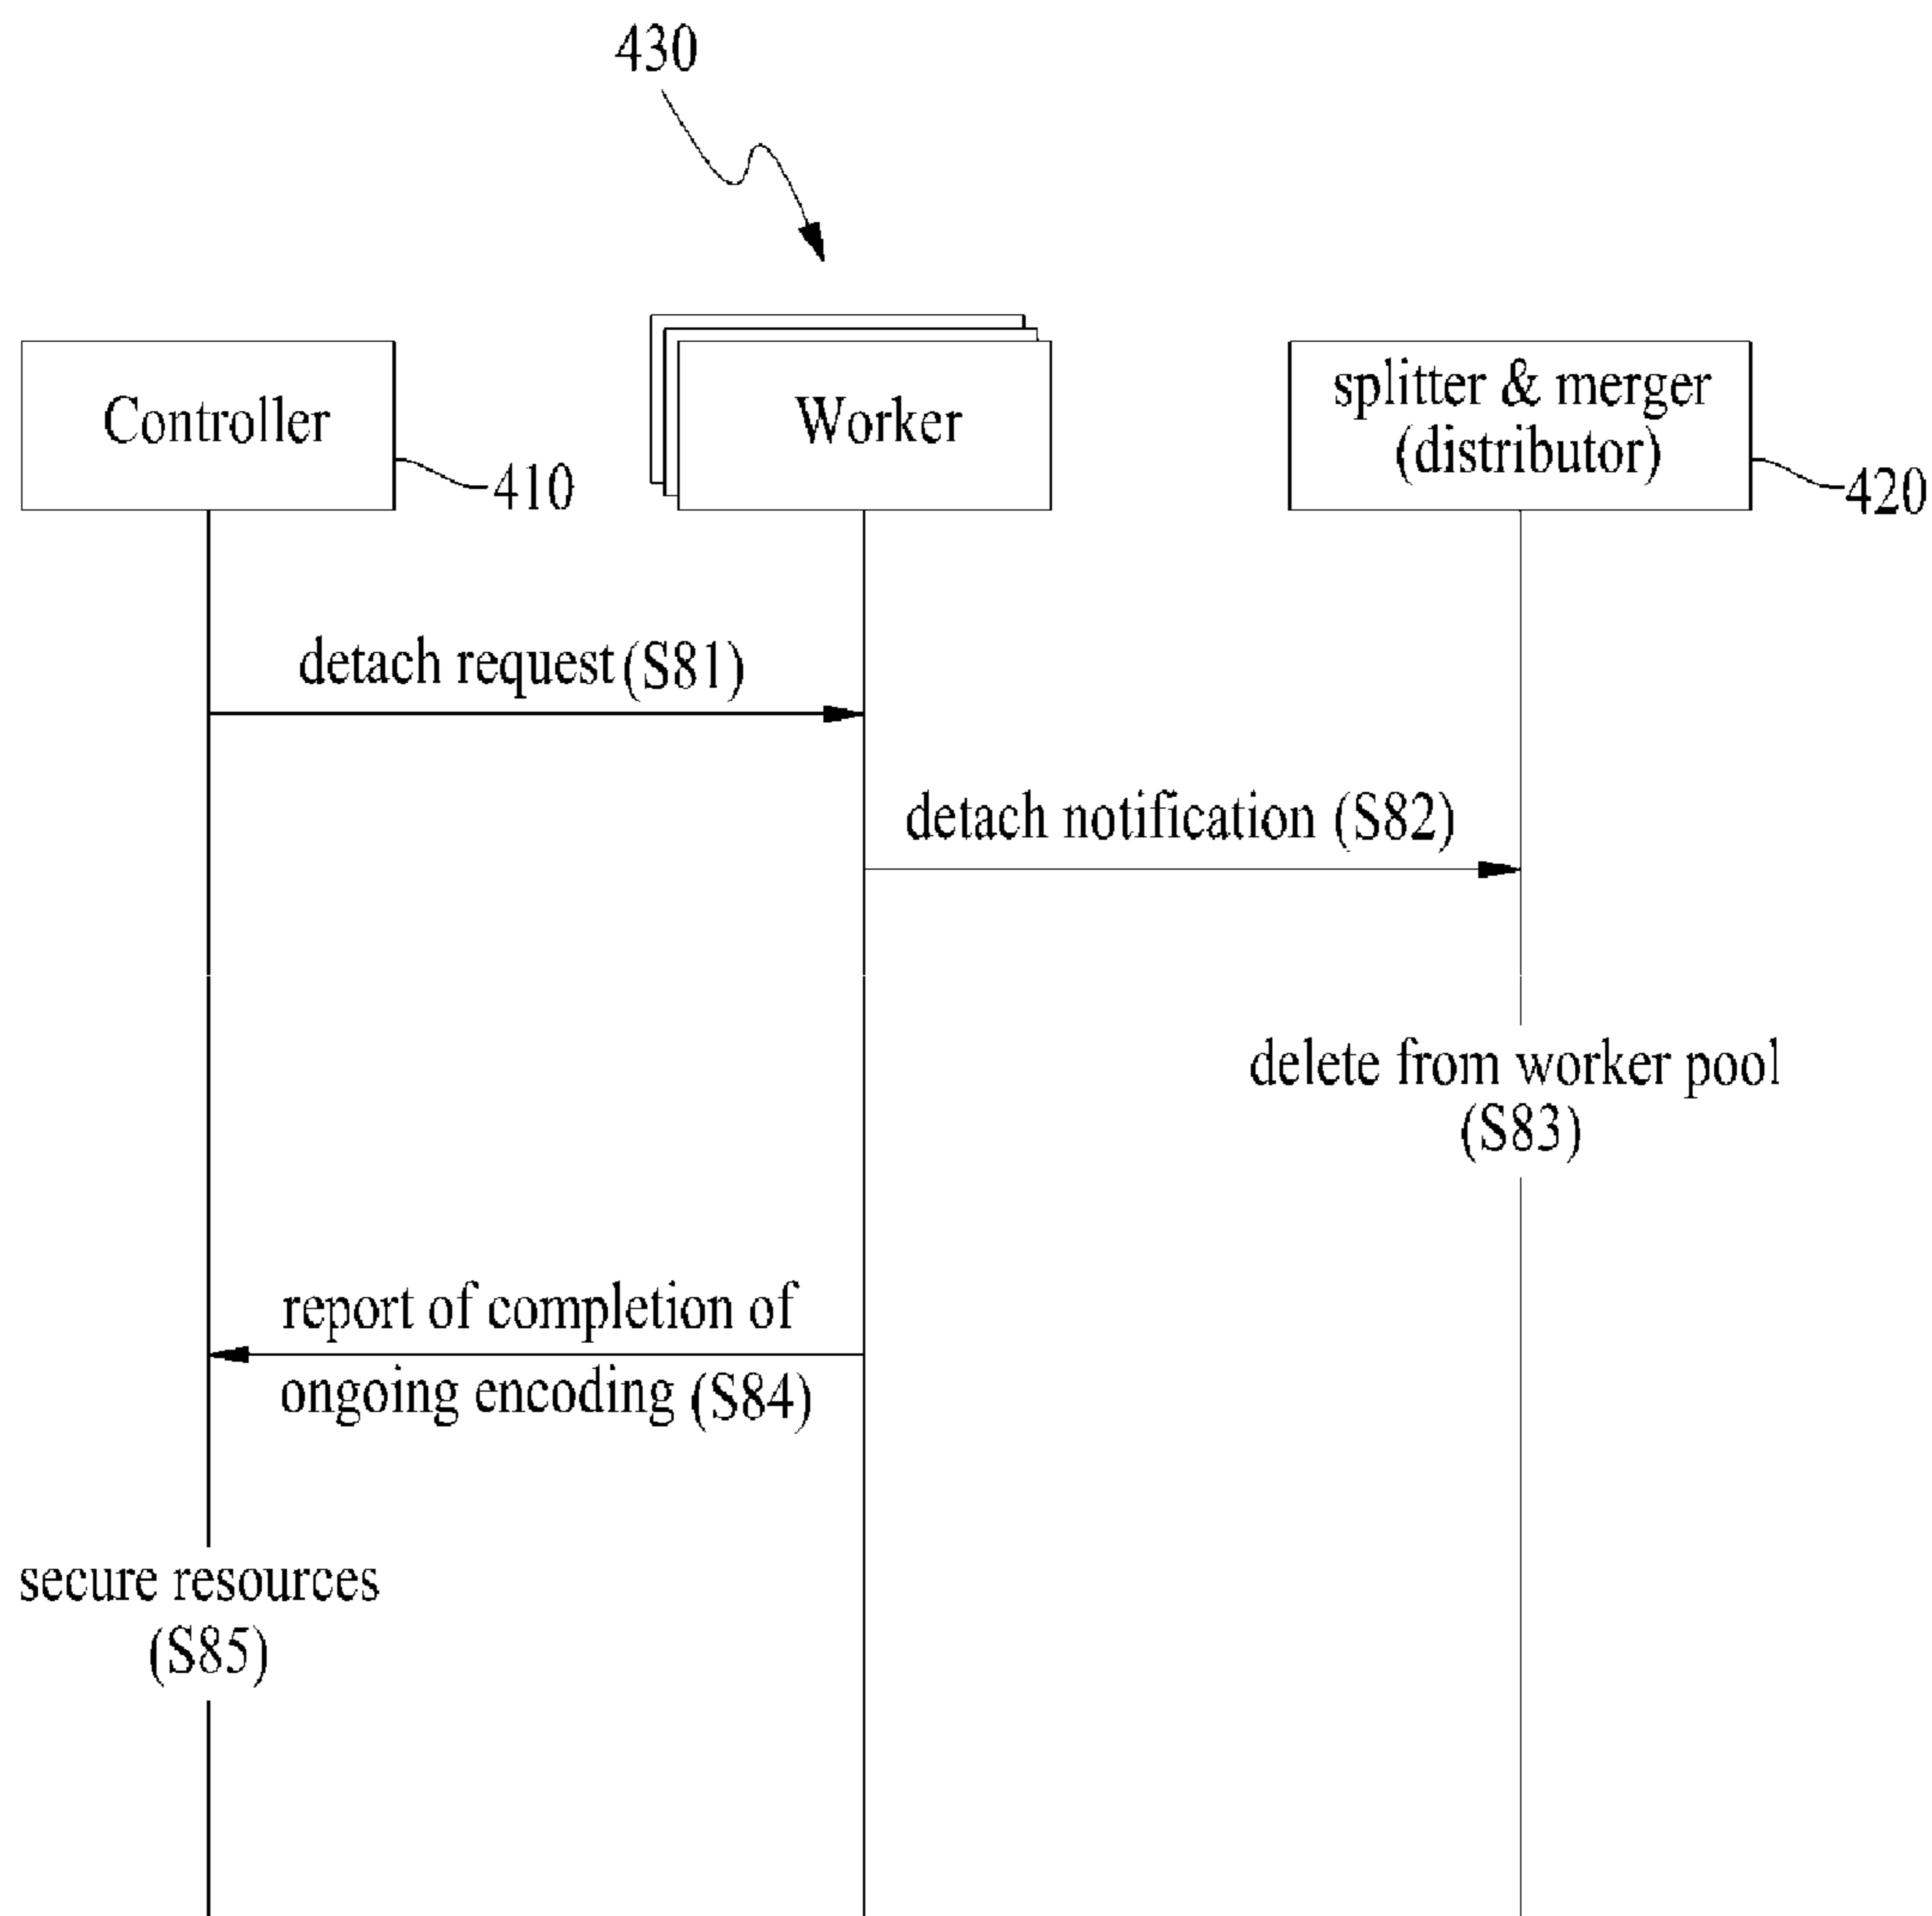 430
Controller
Worker
splitter & merger
(distributor)
410
420
detach request (S81)
detach notification (S82)
delete from worker pool
(S83)
report of completion of
ongoing encoding (S84)
secure resources
(S85)